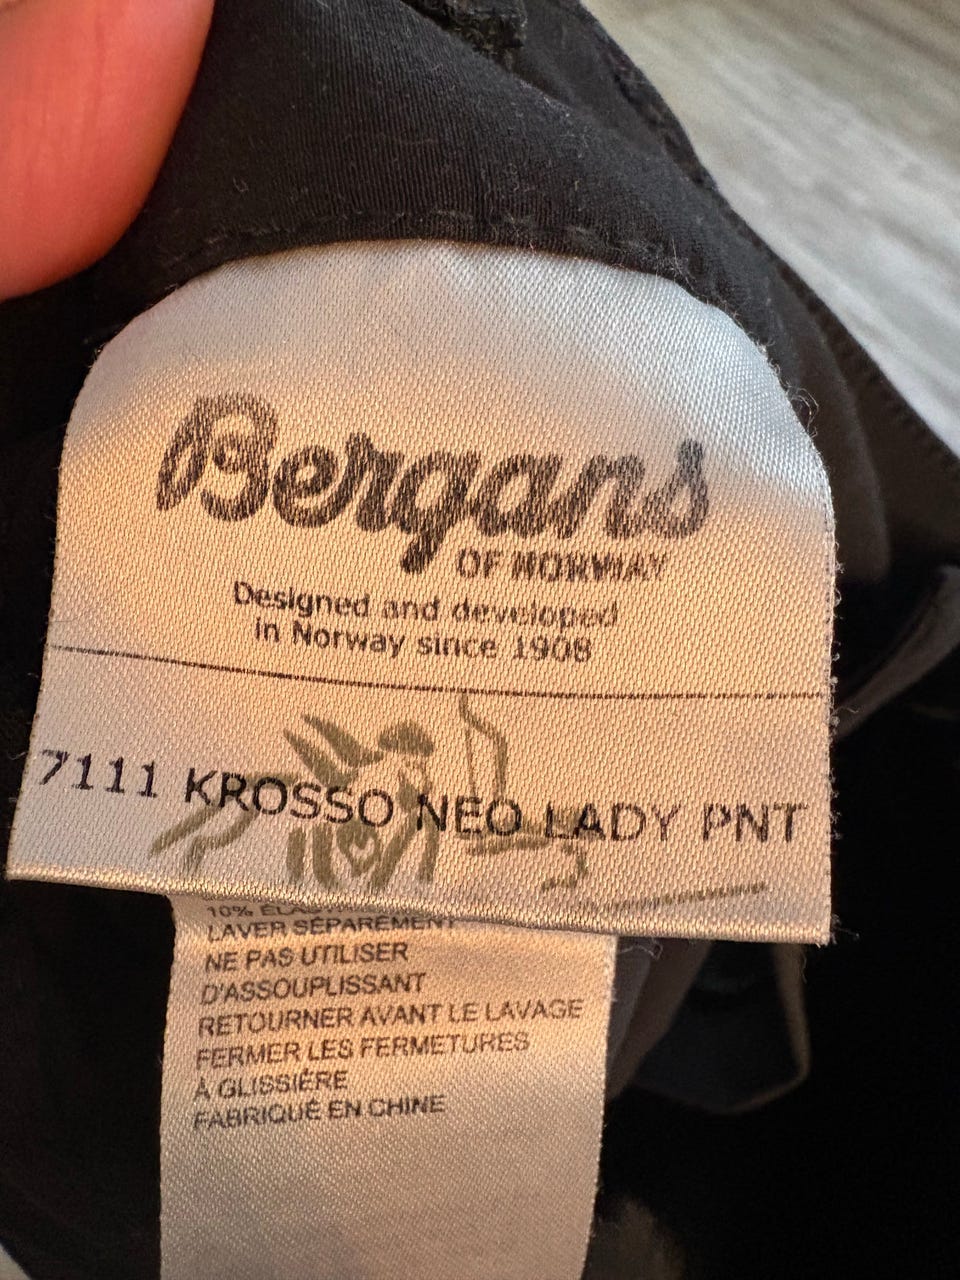 Bergans
OF NORWAY
Designed and developed
in Norway since 1908
7111 KROSSO NEO LADY PNT
10%
LAVER SÉPARÉMENT
NE PAS UTILISER
D'ASSOUPLISSANT
RETOURNER AVANT LE LAVAGE
FERMER LES FERMETURES
À GLISSIÈRE
FABRIQUÉ EN CHINE